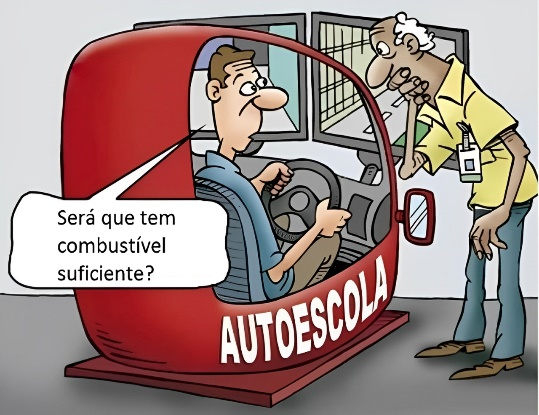 Será que tem
combustível
suficiente?
AUTOESCOLA